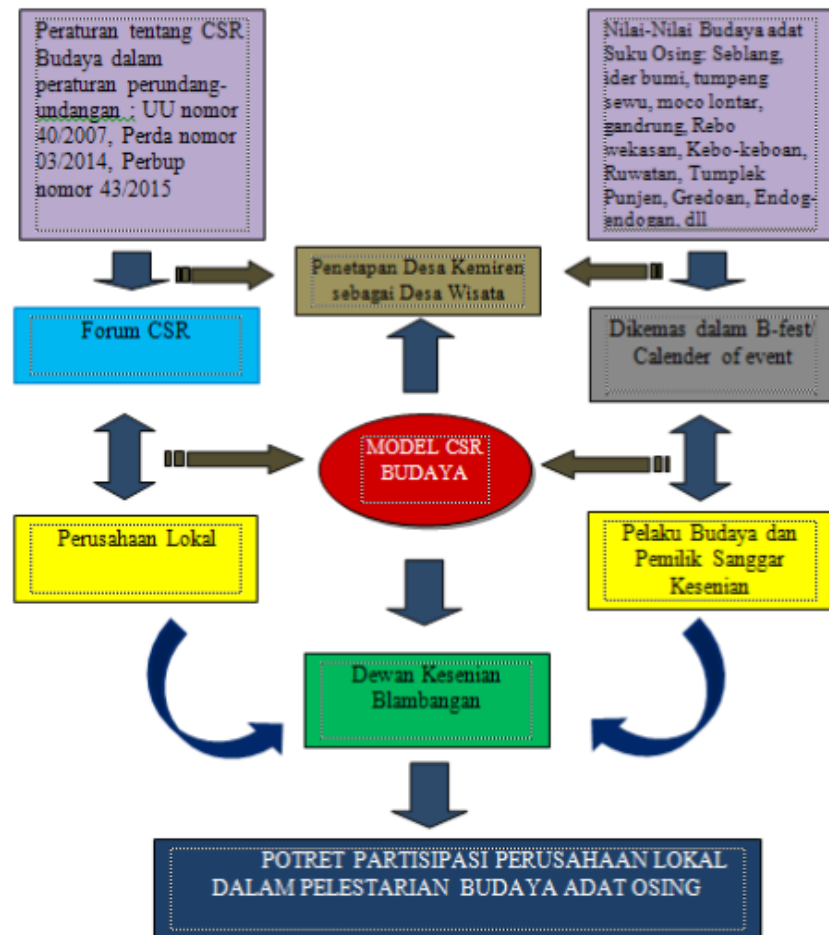 Peraturan tentang CSR
Budaya dalam
peraturan perundang-
undangan : UU nomor
40/2007, Perda nomor
03/2014, Perbup
nomor 43/2015
Nilai-Nilai Budaya adat
Suku Osing: Seblang,
ider bumi, tumpeng
sewu, moco lontar,
gandrung, Rebo
wekasan, Kebo-keboan,
Ruwatan, Tumplek
Punjen, Gredoan, Endog-
endogan, dll
Penetapan Desa Kemiren
sebagai Desa Wisata
Forum CSR
Dikemas dalam B-fest/
Calender of event
MODEL CSR
BUDAYA
Perusahaan Lokal
Pelaku Budaya dan
Pemilik Sanggar
Kesenian
Dewan Kesenian
Blambangan
POTRET PARTISIPASI PERUSAHAAN LOKAL
DALAM PELESTARIAN BUDAYA ADAT OSING